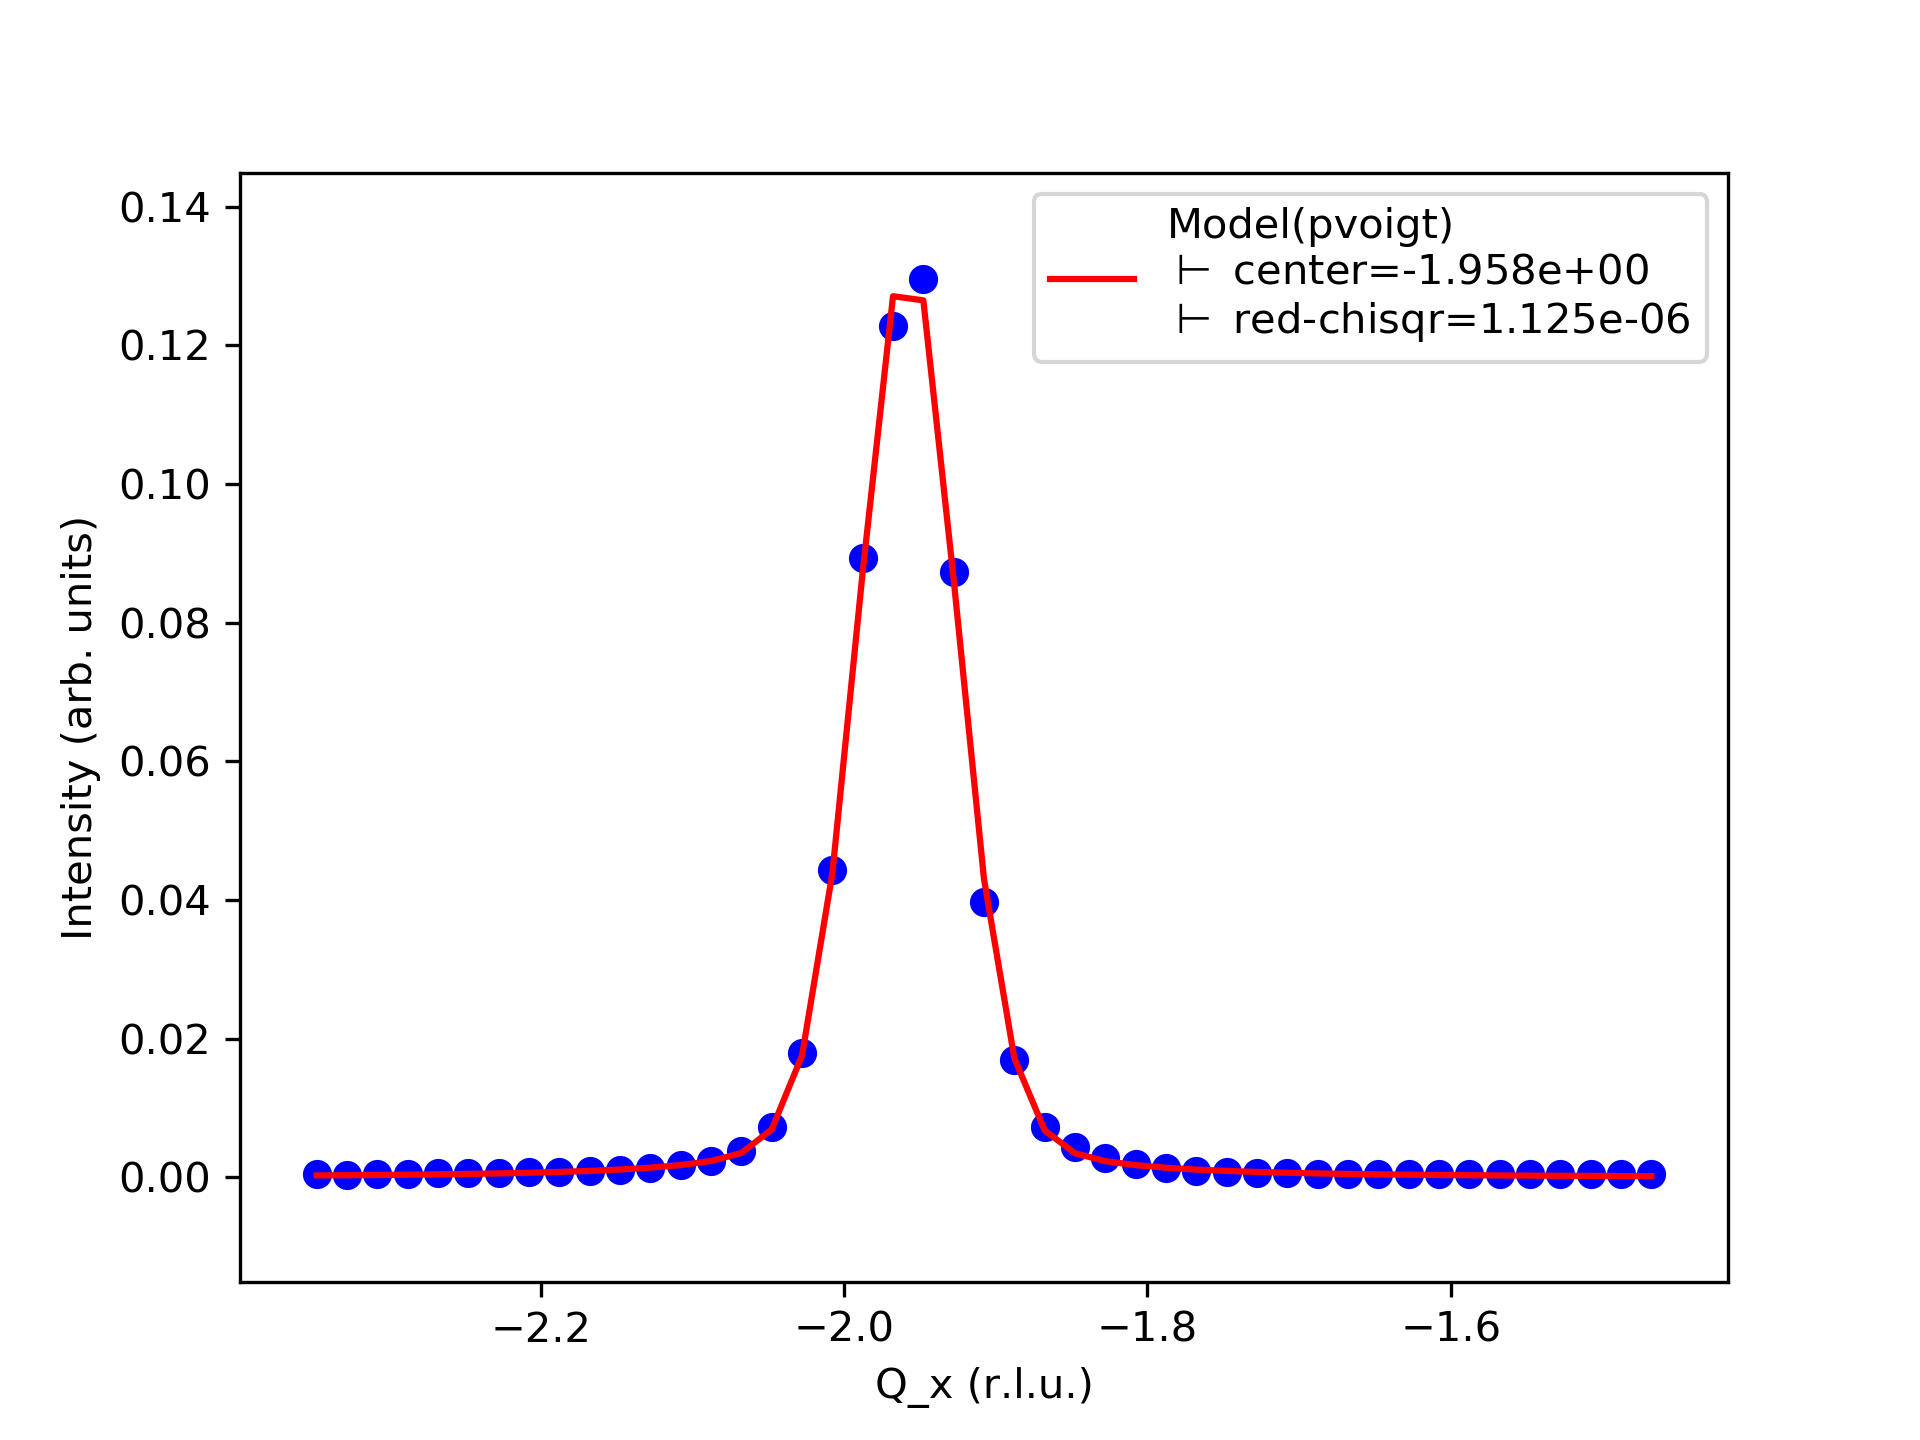 Model(pvoigt)
⊢ center=-1.958e+00
⊢ red-chisqr=1.125e-06
0.14
0.12
0.10
0.08
0.06
0.04
0.02
0.00
Intensity (arb. units)
−2.2 −2.0 −1.8 −1.6
Q_x (r.l.u.)